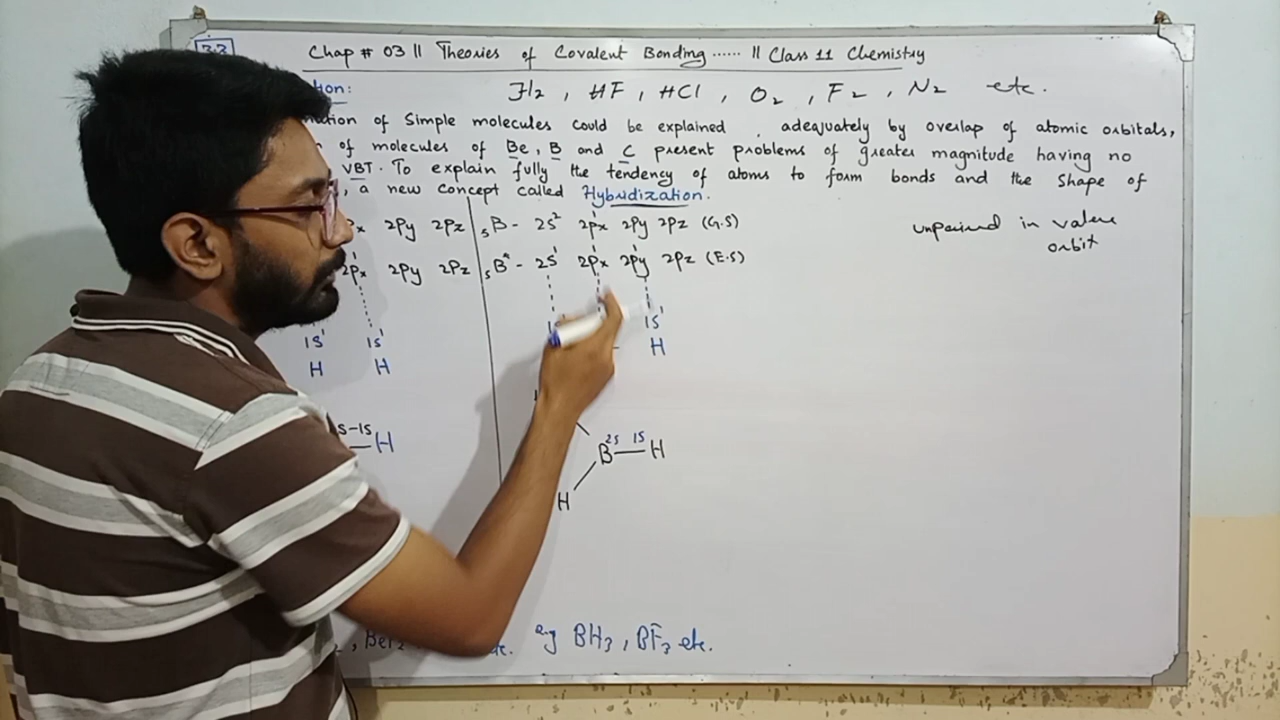 3.3
Chap # 03 || Theories of Covalent Bonding ...... || Class 11 Chemistry
tion:
H2 , HF , HCl , O2 , F2 , N2 etc.
mation of Simple molecules could be explained adequately by overlap of atomic orbitals,
of molecules of Be, B and C present problems of greater magnitude having no
VBT. To explain fully the tendency of atoms to form bonds and the shape of
, a new concept called Hybridization.
2Py 2Pz
5B - 2S² 2Px¹ 2Py 2Pz (G.S)
unpaired in valence
orbit
2Px¹ 2Py 2Pz
5B* - 2S¹ 2Px¹ 2Py¹ 2Pz (E.S)
1S¹ 1S¹ 1S¹
H H H
S-1S
H
B 2S 1S H
H
e.g BH3, BF3 etc.